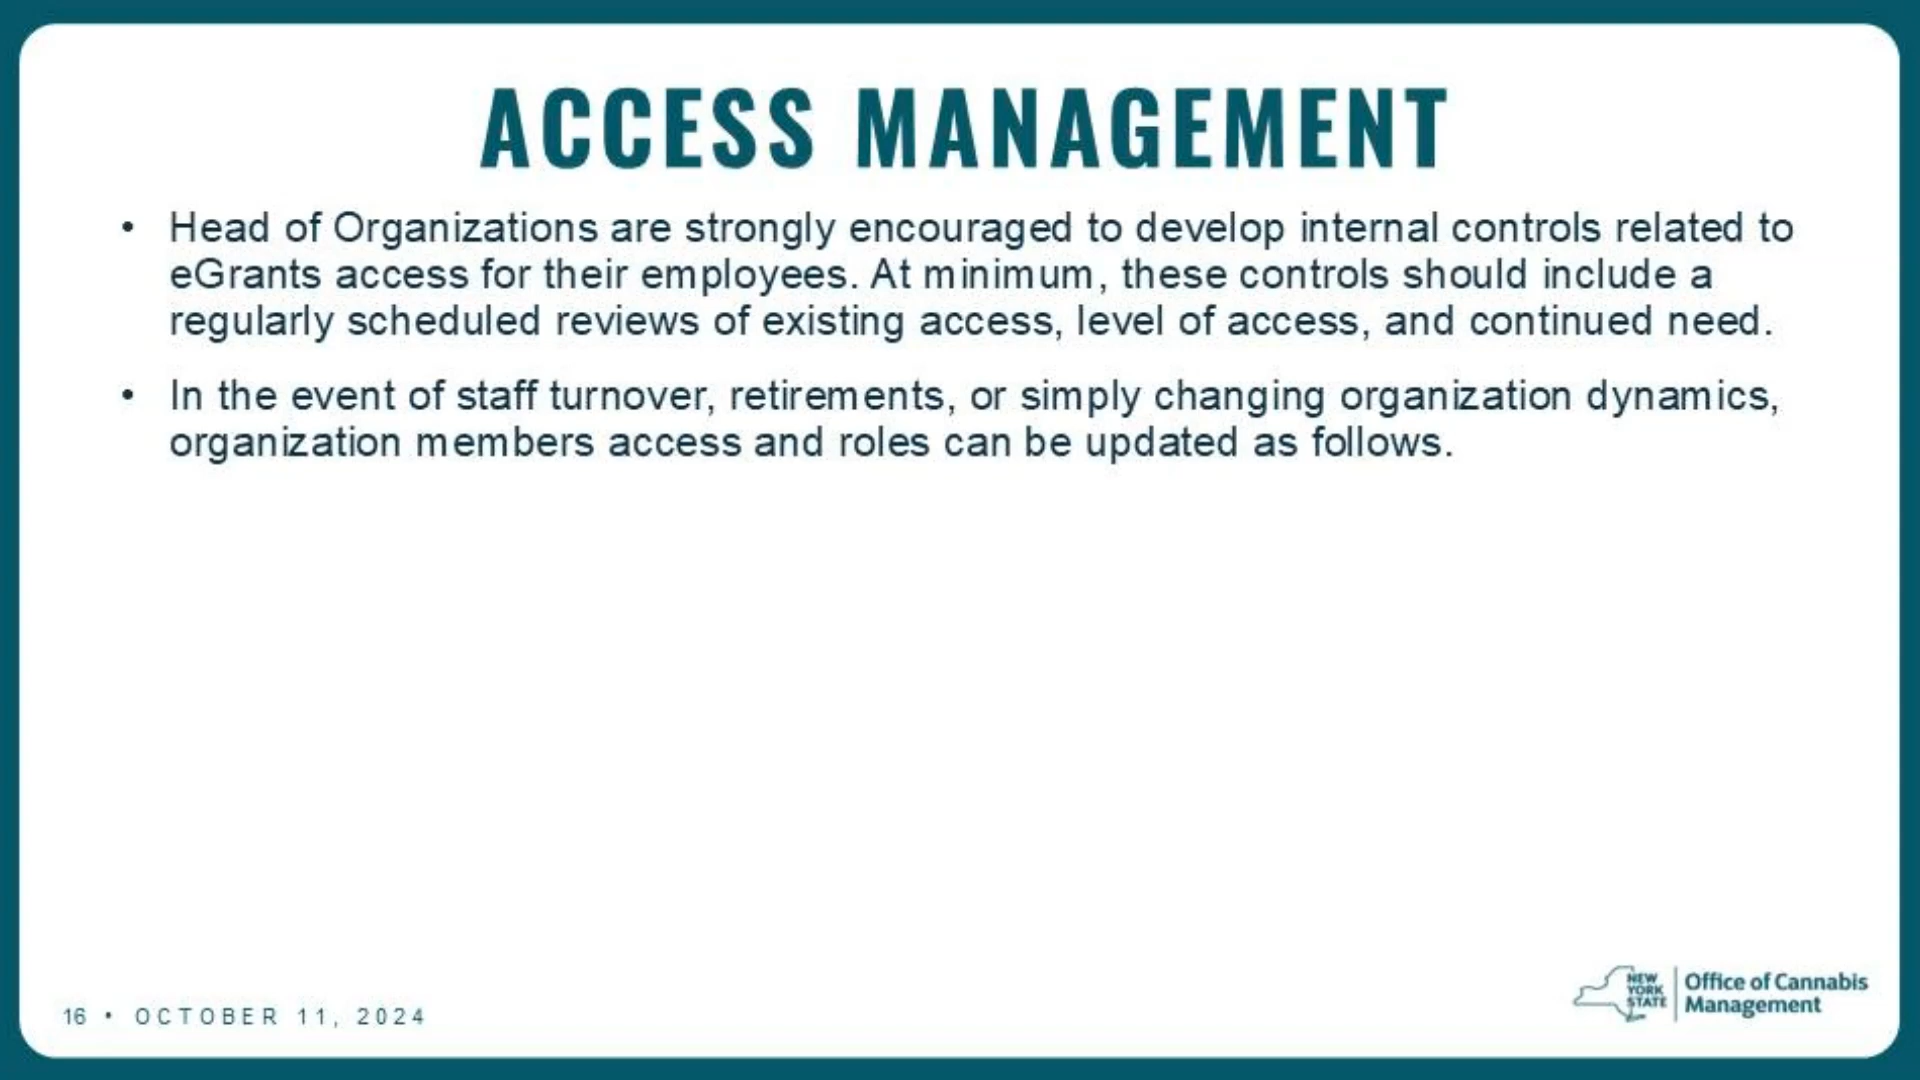 ACCESS MANAGEMENT
• Head of Organizations are strongly encouraged to develop internal controls related to
eGrants access for their employees. At minimum, these controls should include a
regularly scheduled reviews of existing access, level of access, and continued need.
• In the event of staff turnover, retirements, or simply changing organization dynamics,
organization members access and roles can be updated as follows.
16 • OCTOBER 11, 2024
NEW
YORK
STATE
Office of Cannabis
Management